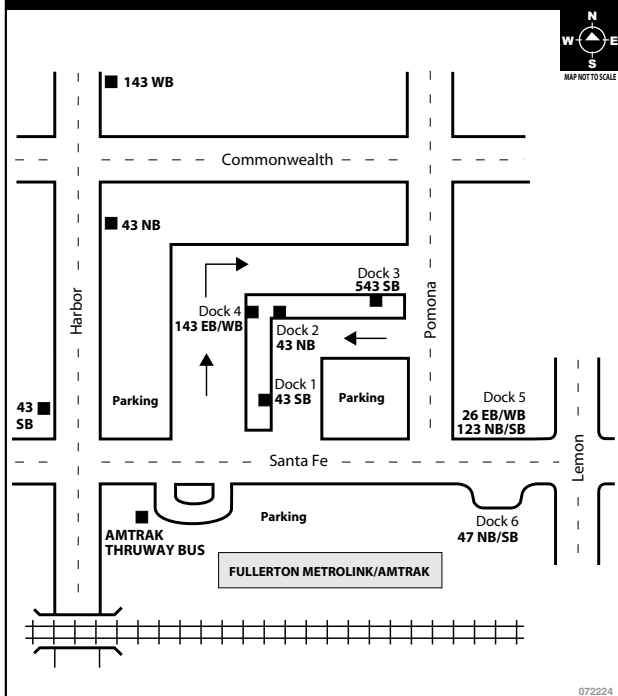 N
W E
S
MAP NOT TO SCALE
143 WB
Commonwealth
43 NB
Harbor
Pomona
Dock 3
543 SB
Dock 4
143 EB/WB
Dock 2
43 NB
Dock 1
43 SB
Parking
Parking
43
SB
Dock 5
26 EB/WB
123 NB/SB
Lemon
Santa Fe
Parking
AMTRAK
THRUWAY BUS
Dock 6
47 NB/SB
FULLERTON METROLINK/AMTRAK
072224